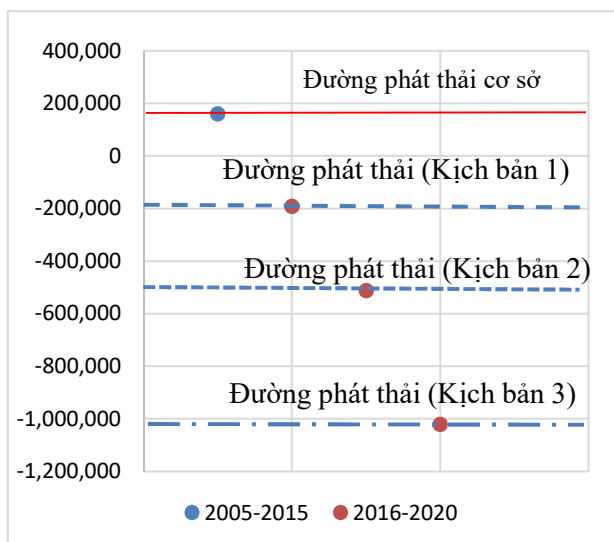 400,000
Đường phát thải cơ sở
200,000
0
Đường phát thải (Kịch bản 1)
-200,000
-400,000
Đường phát thải (Kịch bản 2)
-600,000
-800,000
Đường phát thải (Kịch bản 3)
-1,000,000
-1,200,000
2005-2015 2016-2020